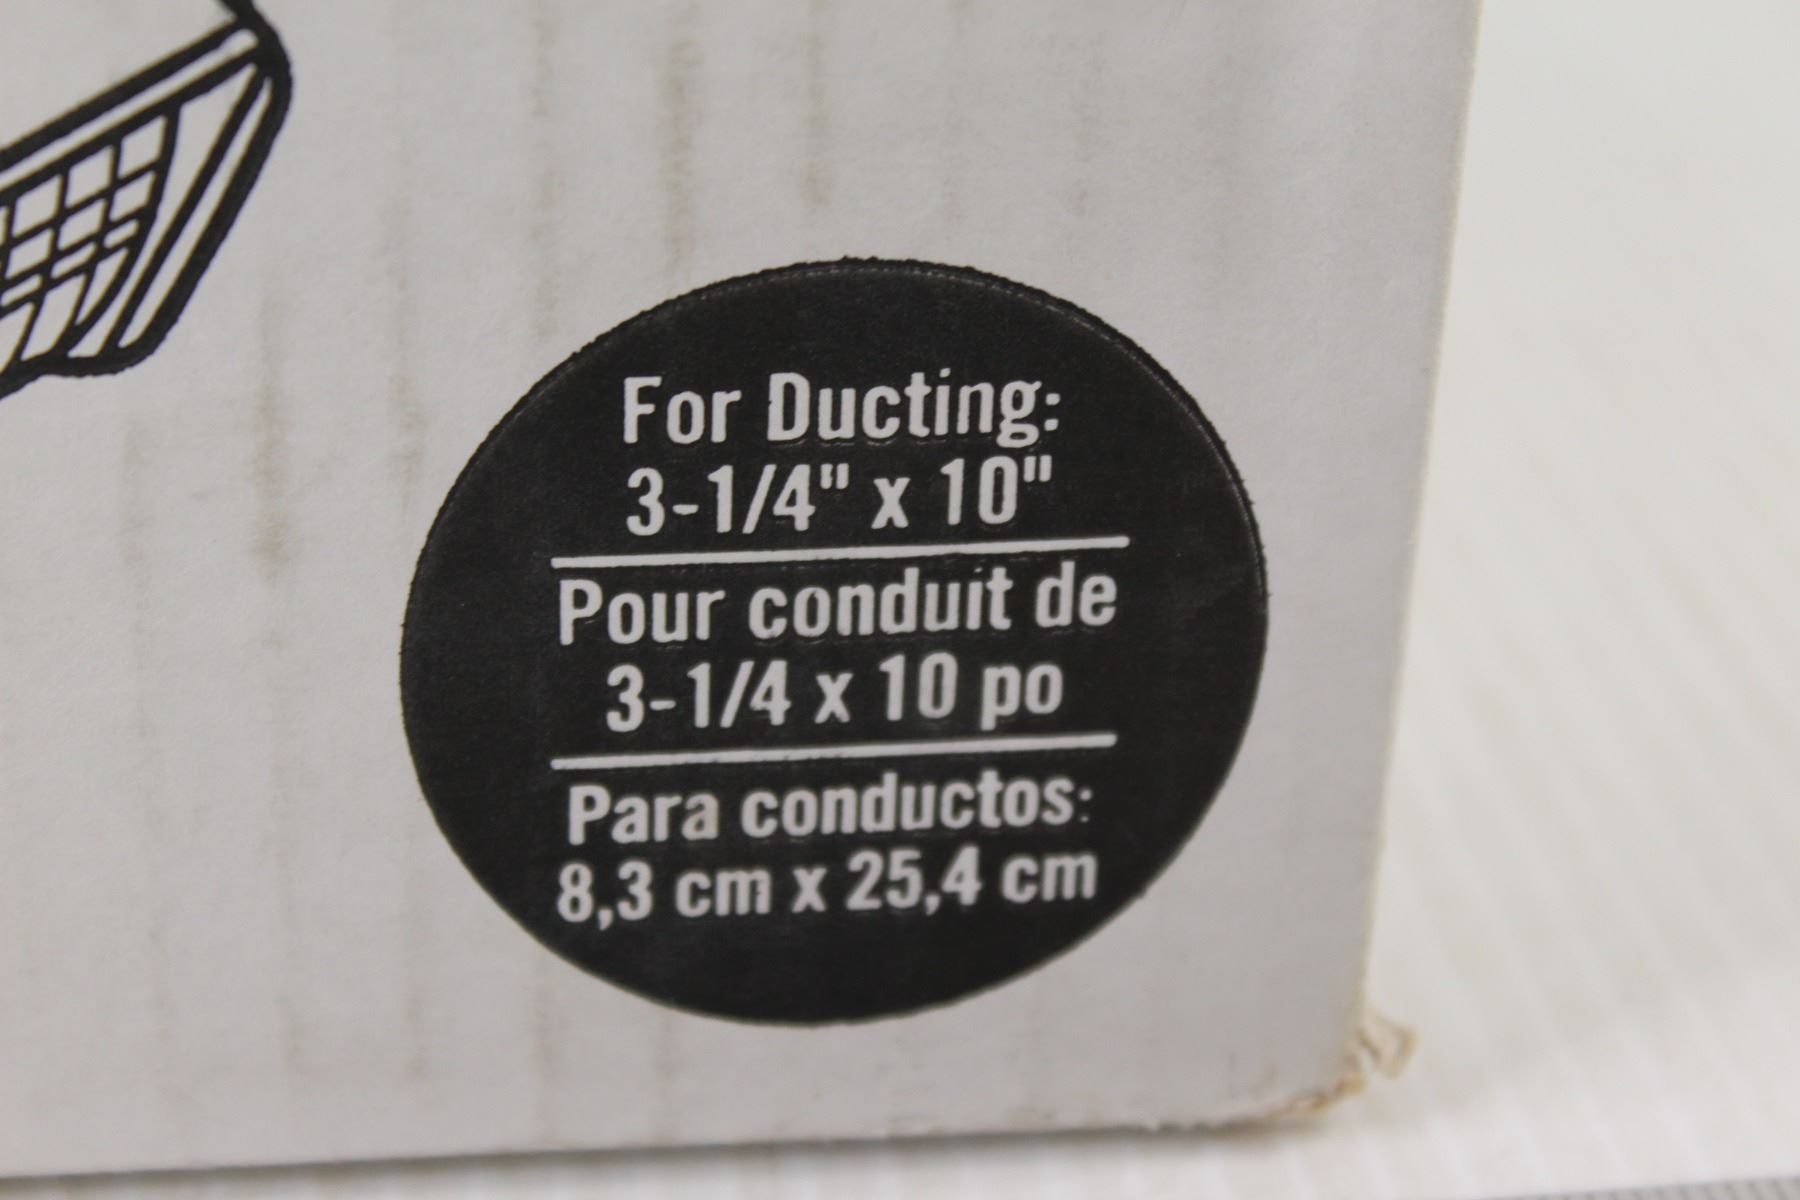 For Ducting:
3-1/4" x 10"
Pour conduit de
3-1/4 x 10 po
Para conductos:
8,3 cm x 25,4 cm